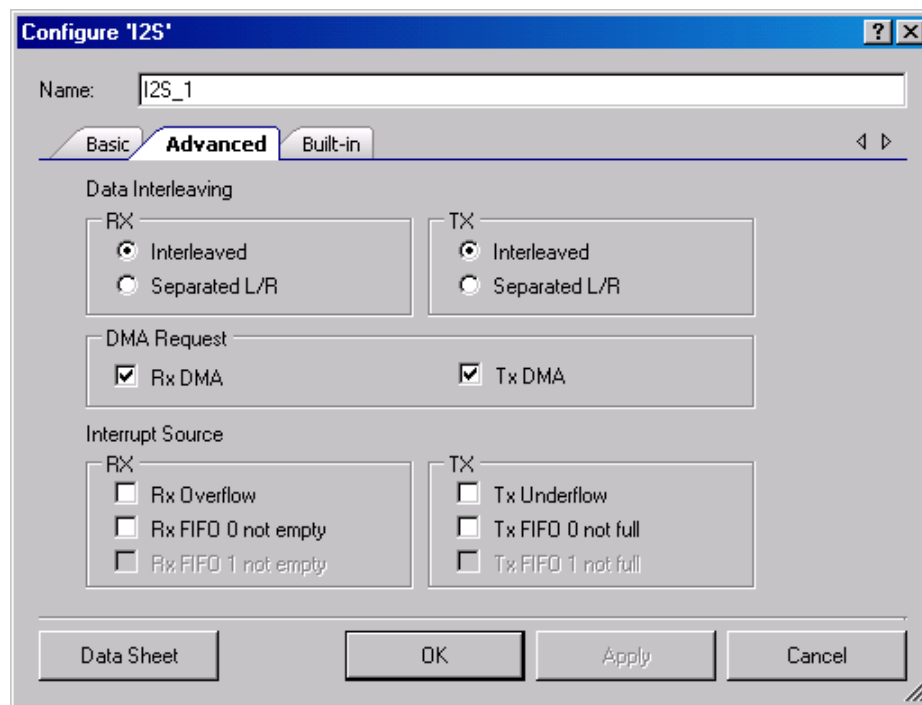 Configure 'I2S'
Name: I2S_1
Basic Advanced Built-in
Data Interleaving
RX TX
Interleaved Interleaved
Separated L/R Separated L/R
DMA Request
Rx DMA Tx DMA
Interrupt Source
RX TX
Rx Overflow Tx Underflow
Rx FIFO 0 not empty Tx FIFO 0 not full
Rx FIFO 1 not empty Tx FIFO 1 not full
Data Sheet OK Apply Cancel